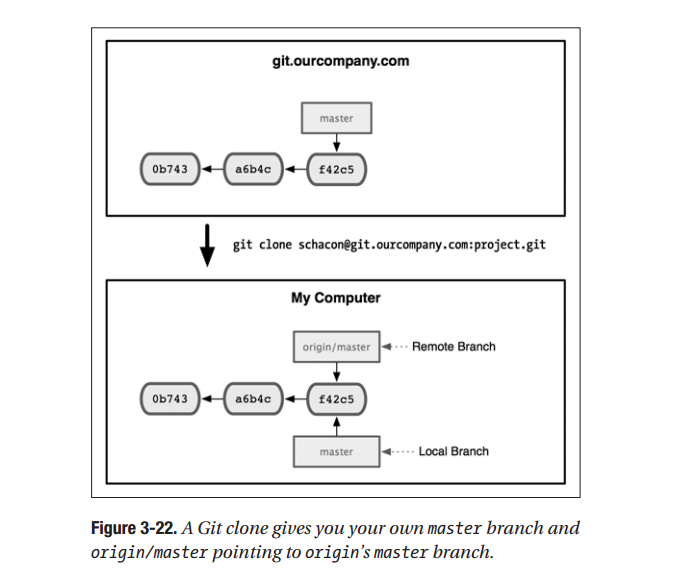 git.ourcompany.com
master
0b743 a6b4c f42c5
git clone schacon@git.ourcompany.com:project.git
My Computer
origin/master Remote Branch
0b743 a6b4c f42c5
master Local Branch
Figure 3-22. A Git clone gives you your own master branch and
origin/master pointing to origin’s master branch.